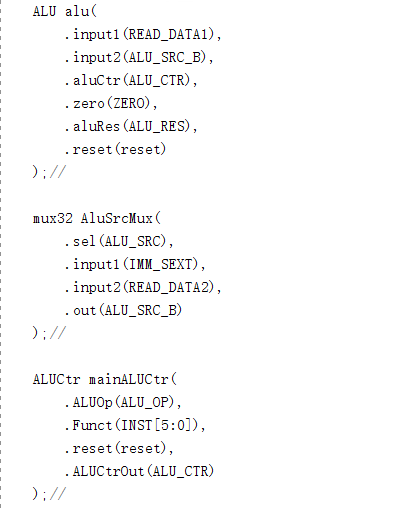 ALU alu(
    .input1(READ_DATA1),
    .input2(ALU_SRC_B),
    .aluCtr(ALU_CTR),
    .zero(ZERO),
    .aluRes(ALU_RES),
    .reset(reset)
);//
mux32 AluSrcMux(
    .sel(ALU_SRC),
    .input1(IMM_SEXT),
    .input2(READ_DATA2),
    .out(ALU_SRC_B)
);//
ALUCtr mainALUCtr(
    .ALUOp(ALU_OP),
    .Funct(INST[5:0]),
    .reset(reset),
    .ALUCtrOut(ALU_CTR)
);//